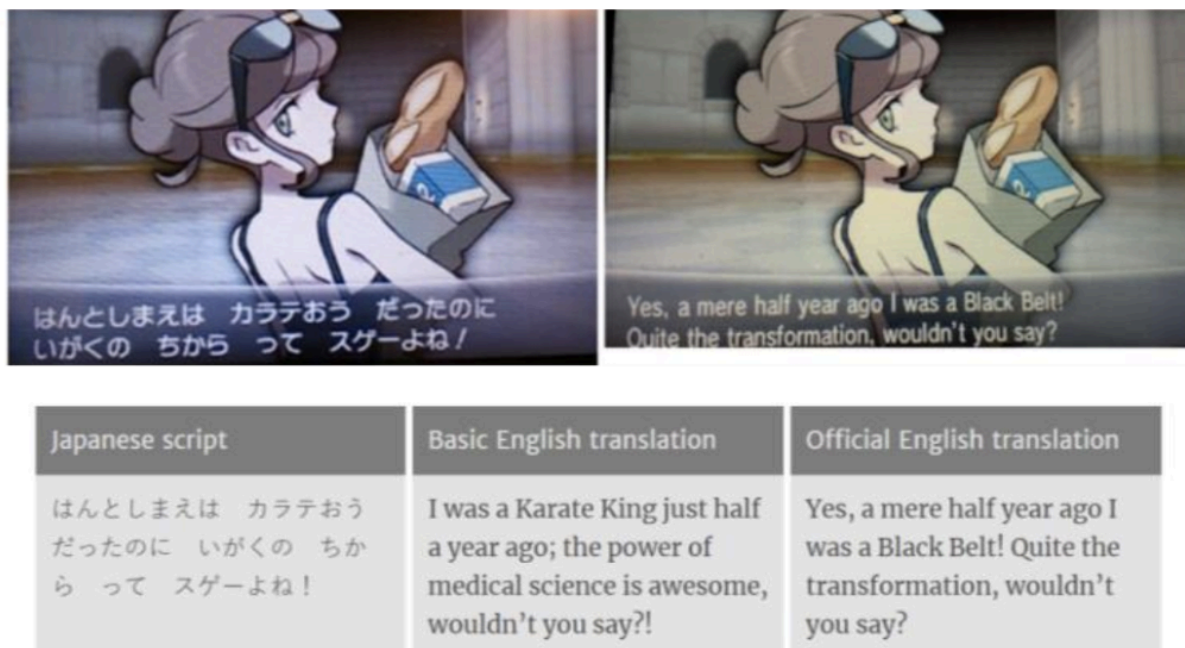 はんとしまえは　カラテおう　だったのに
いがくの　ちから　って　スゲーよね！
Yes, a mere half year ago I was a Black Belt!
Quite the transformation, wouldn't you say?
Japanese script
はんとしまえは　カラテおう
だったのに　いがくの　ちか
ら　って　スゲーよね！
Basic English translation
I was a Karate King just half
a year ago; the power of
medical science is awesome,
wouldn't you say?!
Official English translation
Yes, a mere half year ago I
was a Black Belt! Quite the
transformation, wouldn't
you say?